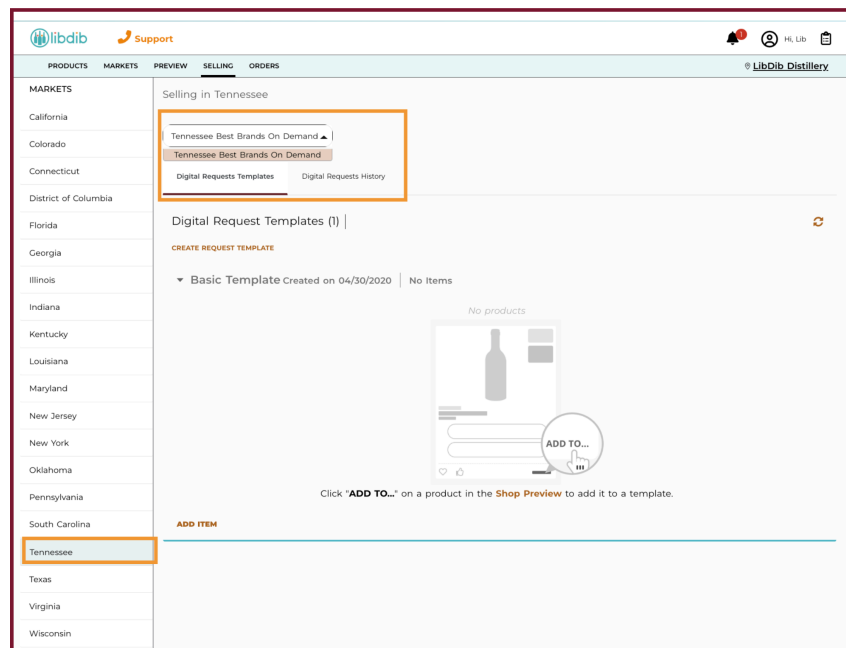 libdib
Support
1
Hi, Lib
PRODUCTS MARKETS PREVIEW SELLING ORDERS
LibDib Distillery
MARKETS
California
Colorado
Connecticut
District of Columbia
Florida
Georgia
Illinois
Indiana
Kentucky
Louisiana
Maryland
New Jersey
New York
Oklahoma
Pennsylvania
South Carolina
Tennessee
Texas
Virginia
Wisconsin
Selling in Tennessee
Tennessee Best Brands On Demand
Tennessee Best Brands On Demand
Digital Requests Templates Digital Requests History
Digital Request Templates (1)
CREATE REQUEST TEMPLATE
Basic Template Created on 04/30/2020 No Items
No products
ADD TO...
Click "ADD TO..." on a product in the Shop Preview to add it to a template.
ADD ITEM